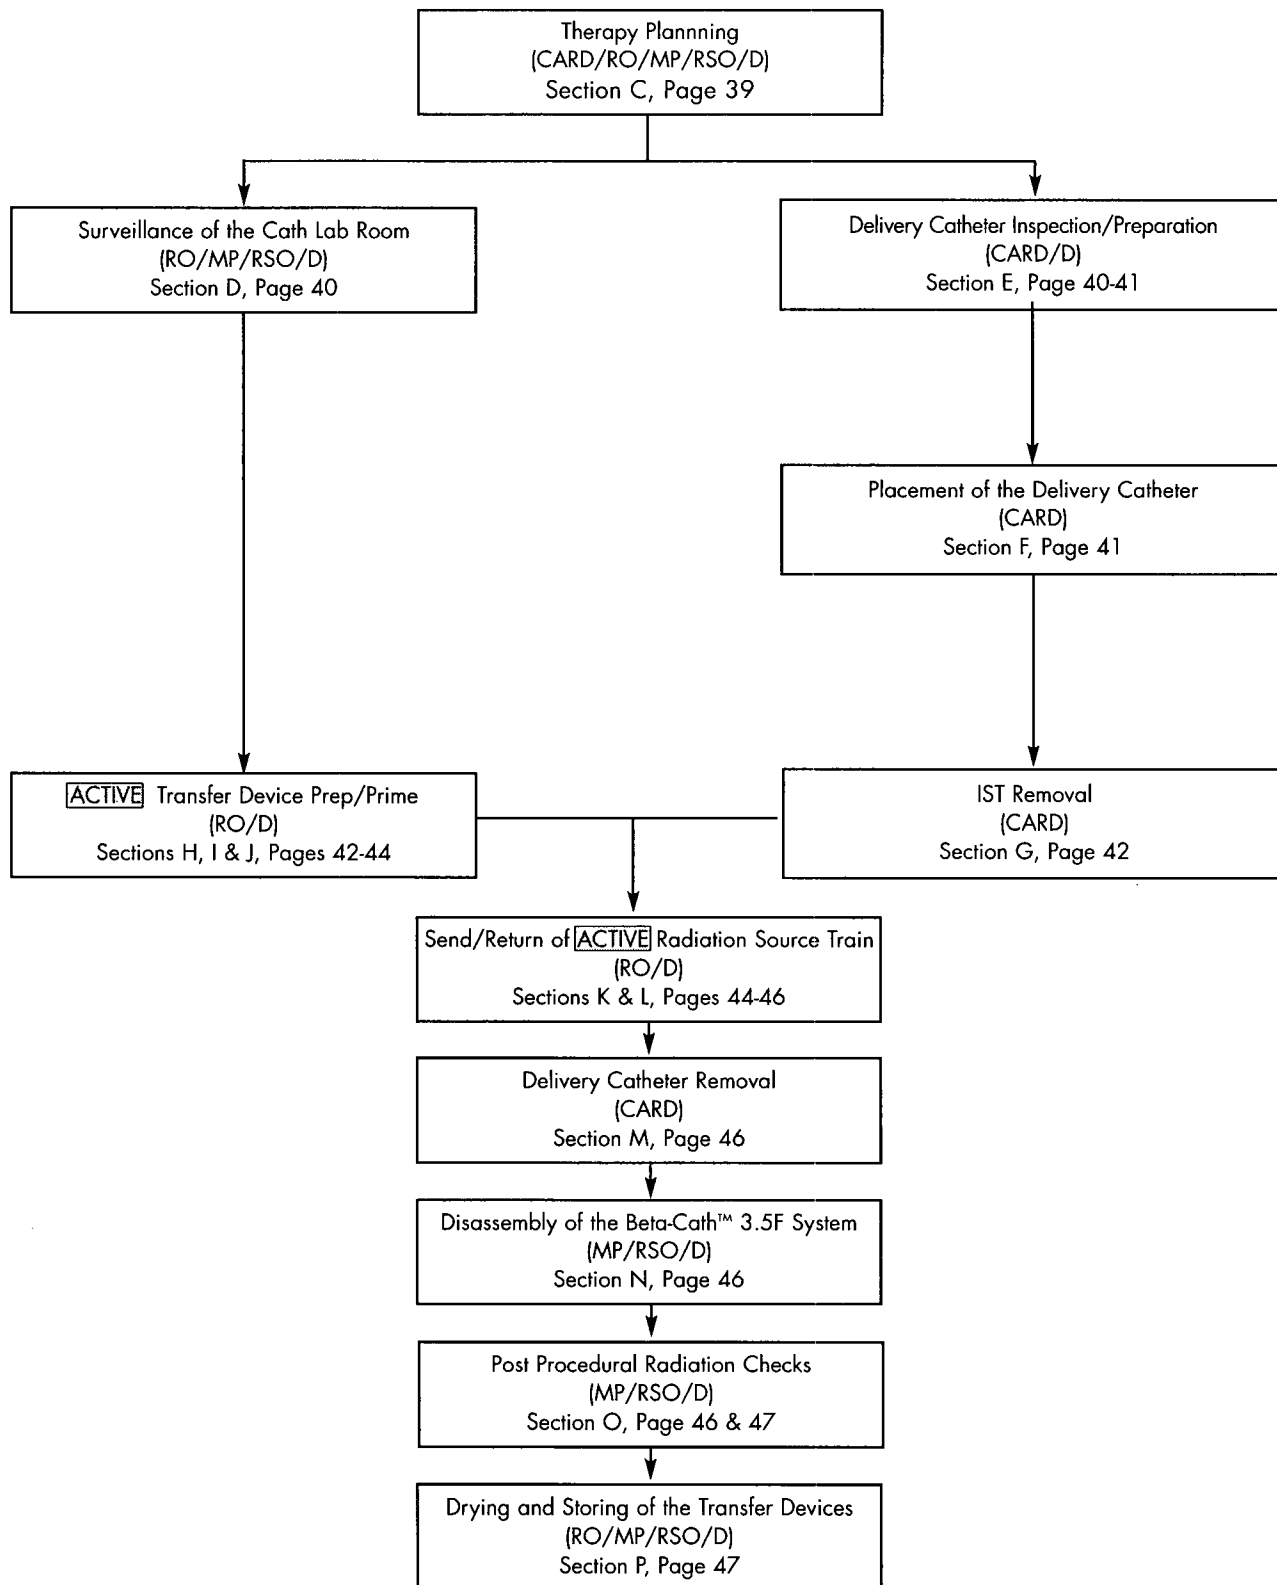 Therapy Plannning
(CARD/RO/MP/RSO/D)
Section C, Page 39
Surveillance of the Cath Lab Room
(RO/MP/RSO/D)
Section D, Page 40
Delivery Catheter Inspection/Preparation
(CARD/D)
Section E, Page 40-41
Placement of the Delivery Catheter
(CARD)
Section F, Page 41
ACTIVE Transfer Device Prep/Prime
(RO/D)
Sections H, I & J, Pages 42-44
IST Removal
(CARD)
Section G, Page 42
Send/Return of ACTIVE Radiation Source Train
(RO/D)
Sections K & L, Pages 44-46
Delivery Catheter Removal
(CARD)
Section M, Page 46
Disassembly of the Beta-Cath™ 3.5F System
(MP/RSO/D)
Section N, Page 46
Post Procedural Radiation Checks
(MP/RSO/D)
Section O, Page 46 & 47
Drying and Storing of the Transfer Devices
(RO/MP/RSO/D)
Section P, Page 47